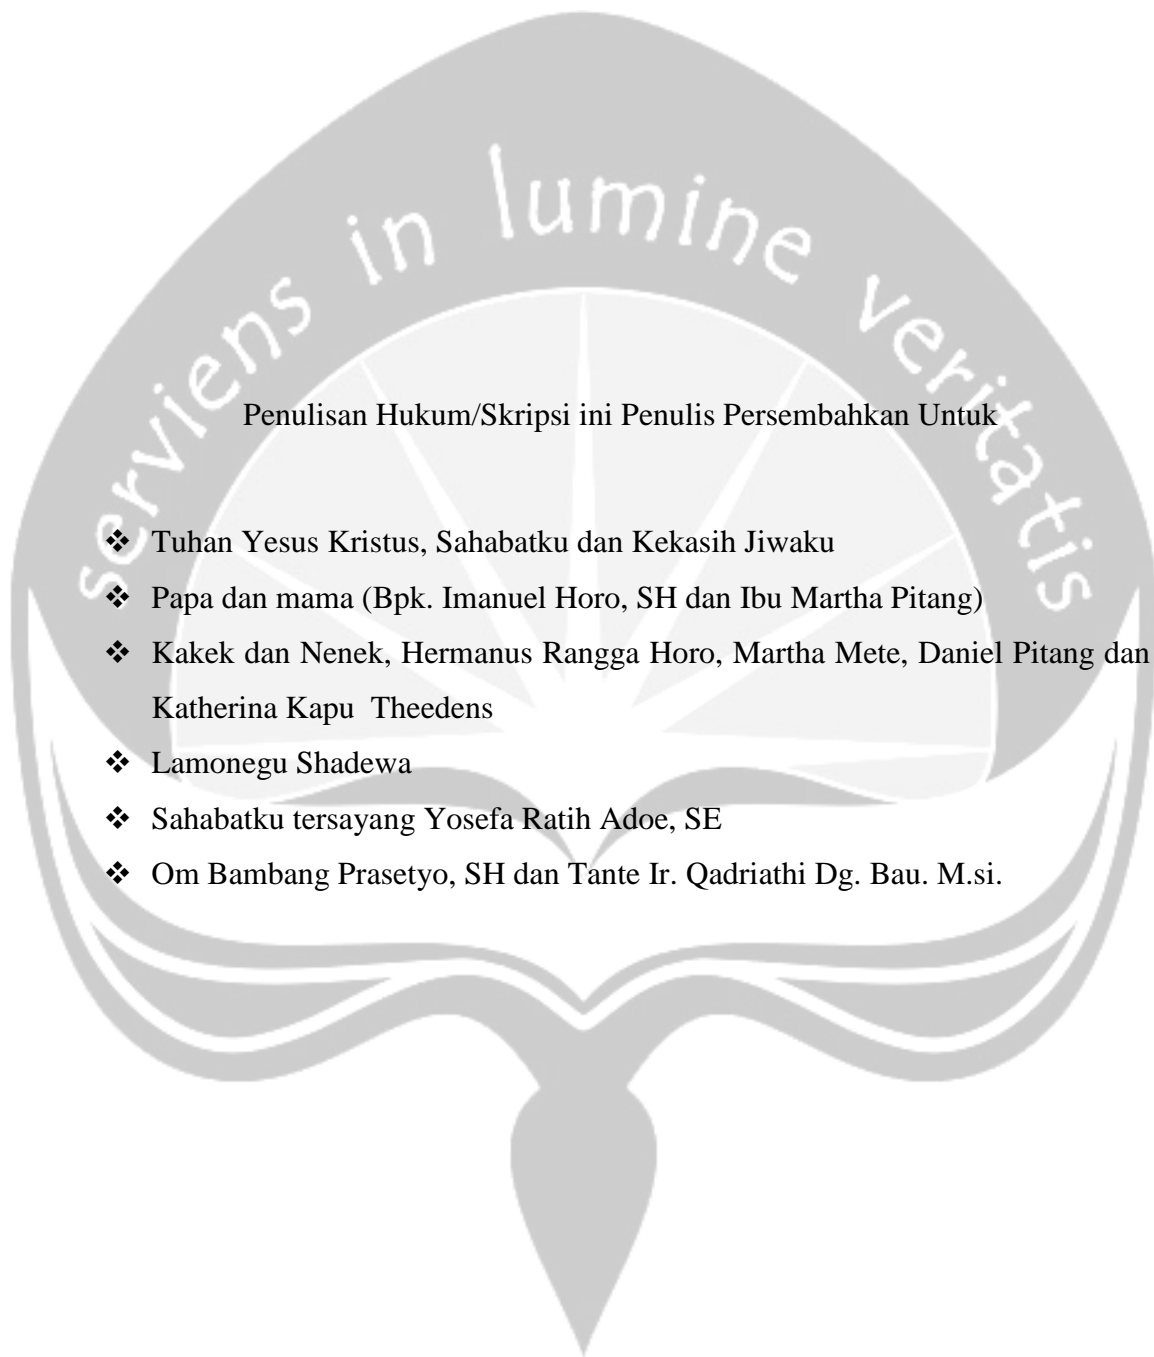 serviens in lumine veritatis
Penulisan Hukum/Skripsi ini Penulis Persembahkan Untuk
❖ Tuhan Yesus Kristus, Sahabatku dan Kekasih Jiwaku
❖ Papa dan mama (Bpk. Imanuel Horo, SH dan Ibu Martha Pitang)
❖ Kakek dan Nenek, Hermanus Rangga Horo, Martha Mete, Daniel Pitang dan
Katherina Kapu Theedens
❖ Lamonegu Shadewa
❖ Sahabatku tersayang Yosefa Ratih Adoe, SE
❖ Om Bambang Prasetyo, SH dan Tante Ir. Qadriathi Dg. Bau. M.si.